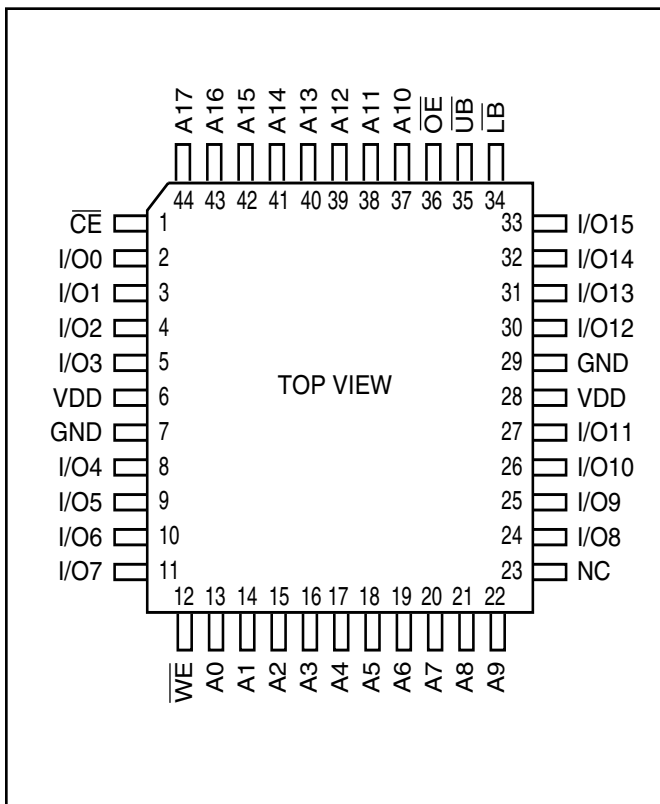 A17 A16 A15 A14 A13 A12 A11 A10 OE UB LB
44 43 42 41 40 39 38 37 36 35 34
CE 1 33 I/O15
I/O0 2 32 I/O14
I/O1 3 31 I/O13
I/O2 4 30 I/O12
I/O3 5 29 GND
TOP VIEW
VDD 6 28 VDD
GND 7 27 I/O11
I/O4 8 26 I/O10
I/O5 9 25 I/O9
I/O6 10 24 I/O8
I/O7 11 23 NC
12 13 14 15 16 17 18 19 20 21 22
WE A0 A1 A2 A3 A4 A5 A6 A7 A8 A9